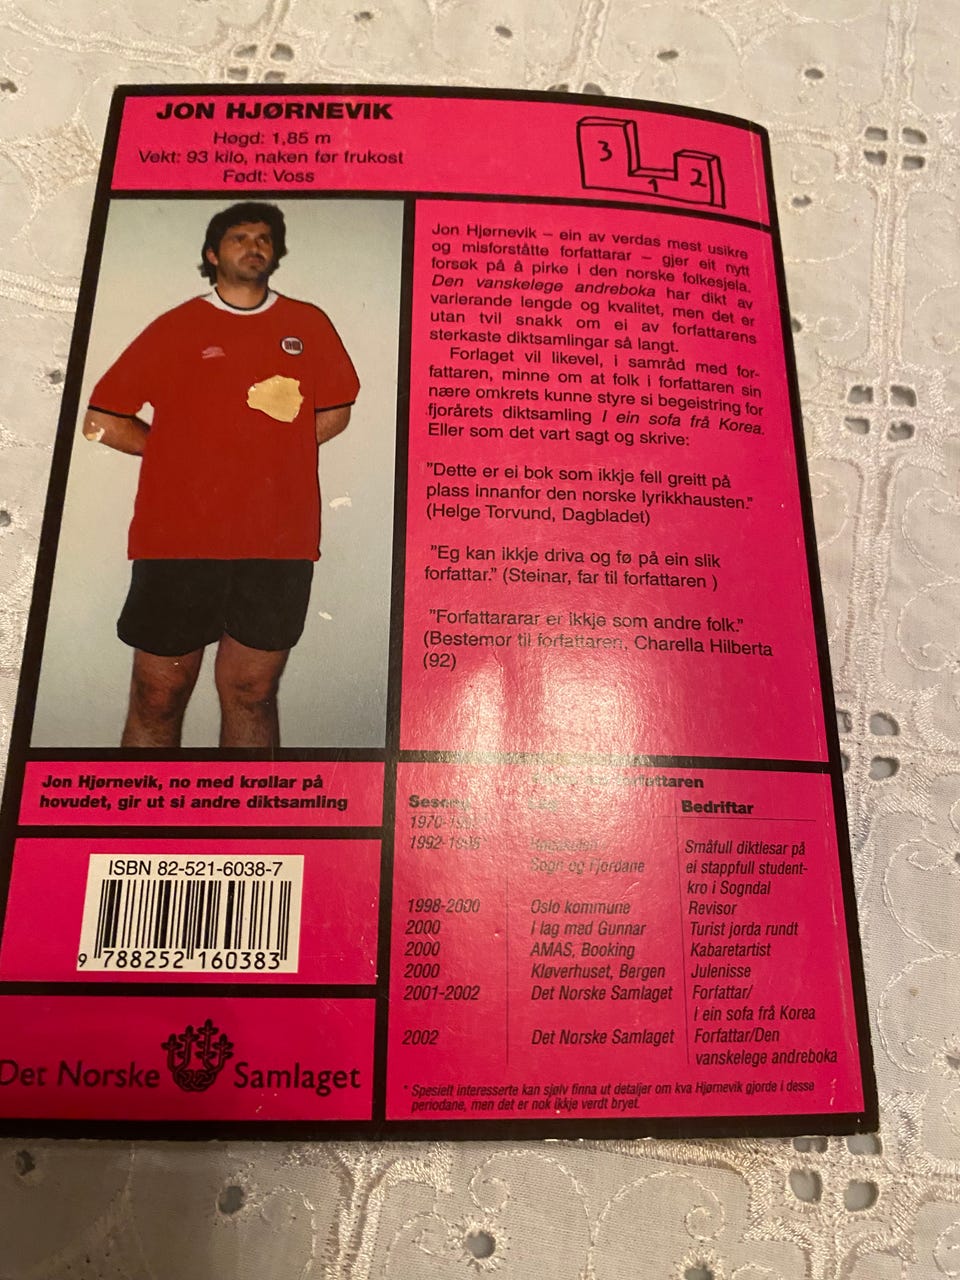 JON HJØRNEVIK
Høgd: 1,85 m
Vekt: 93 kilo, naken før frukost
Født: Voss
3
1
2
Jon Hjørnevik – ein av verdas mest usikre
og misforståtte forfattarar – gjer eit nytt
forsøk på å pirke i den norske folkesjela.
Den vanskelege andreboka har dikt av
varierande lengde og kvalitet, men det er
utan tvil snakk om ei av forfattarens
sterkaste diktsamlingar så langt.
Forlaget vil likevel, i samråd med for-
fattaren, minne om at folk i forfattaren sin
nære omkrets kunne styre si begeistring for
fjorårets diktsamling I ein sofa frå Korea.
Eller som det vart sagt og skrive:
"Dette er ei bok som ikkje fell greitt på
plass innanfor den norske lyrikkhausten."
(Helge Torvund, Dagbladet)
"Eg kan ikkje driva og fø på ein slik
forfattar." (Steinar, far til forfattaren )
"Forfattararar er ikkje som andre folk."
(Bestemor til forfattaren, Charella Hilberta
(92)
Jon Hjørnevik, no med krøllar på
hovudet, gir ut si andre diktsamling
ISBN 82-521-6038-7
9 788252 160383
Det Norske Samlaget
Bedriftar
Sogn og Fjordane
Småfull diktlesar på
ei stappfull student-
kro i Sogndal
1998-2000 Oslo kommune Revisor
2000 I lag med Gunnar Turist jorda rundt
2000 AMAS, Booking Kabaretartist
2000 Kløverhuset, Bergen Julenisse
2001-2002 Det Norske Samlaget Forfattar/
I ein sofa frå Korea
2002 Det Norske Samlaget Forfattar/Den
vanskelege andreboka
* Spesielt interesserte kan sjølv finna ut detaljer om kva Hjørnevik gjorde i desse
periodane, men det er nok ikkje verdt bryet.